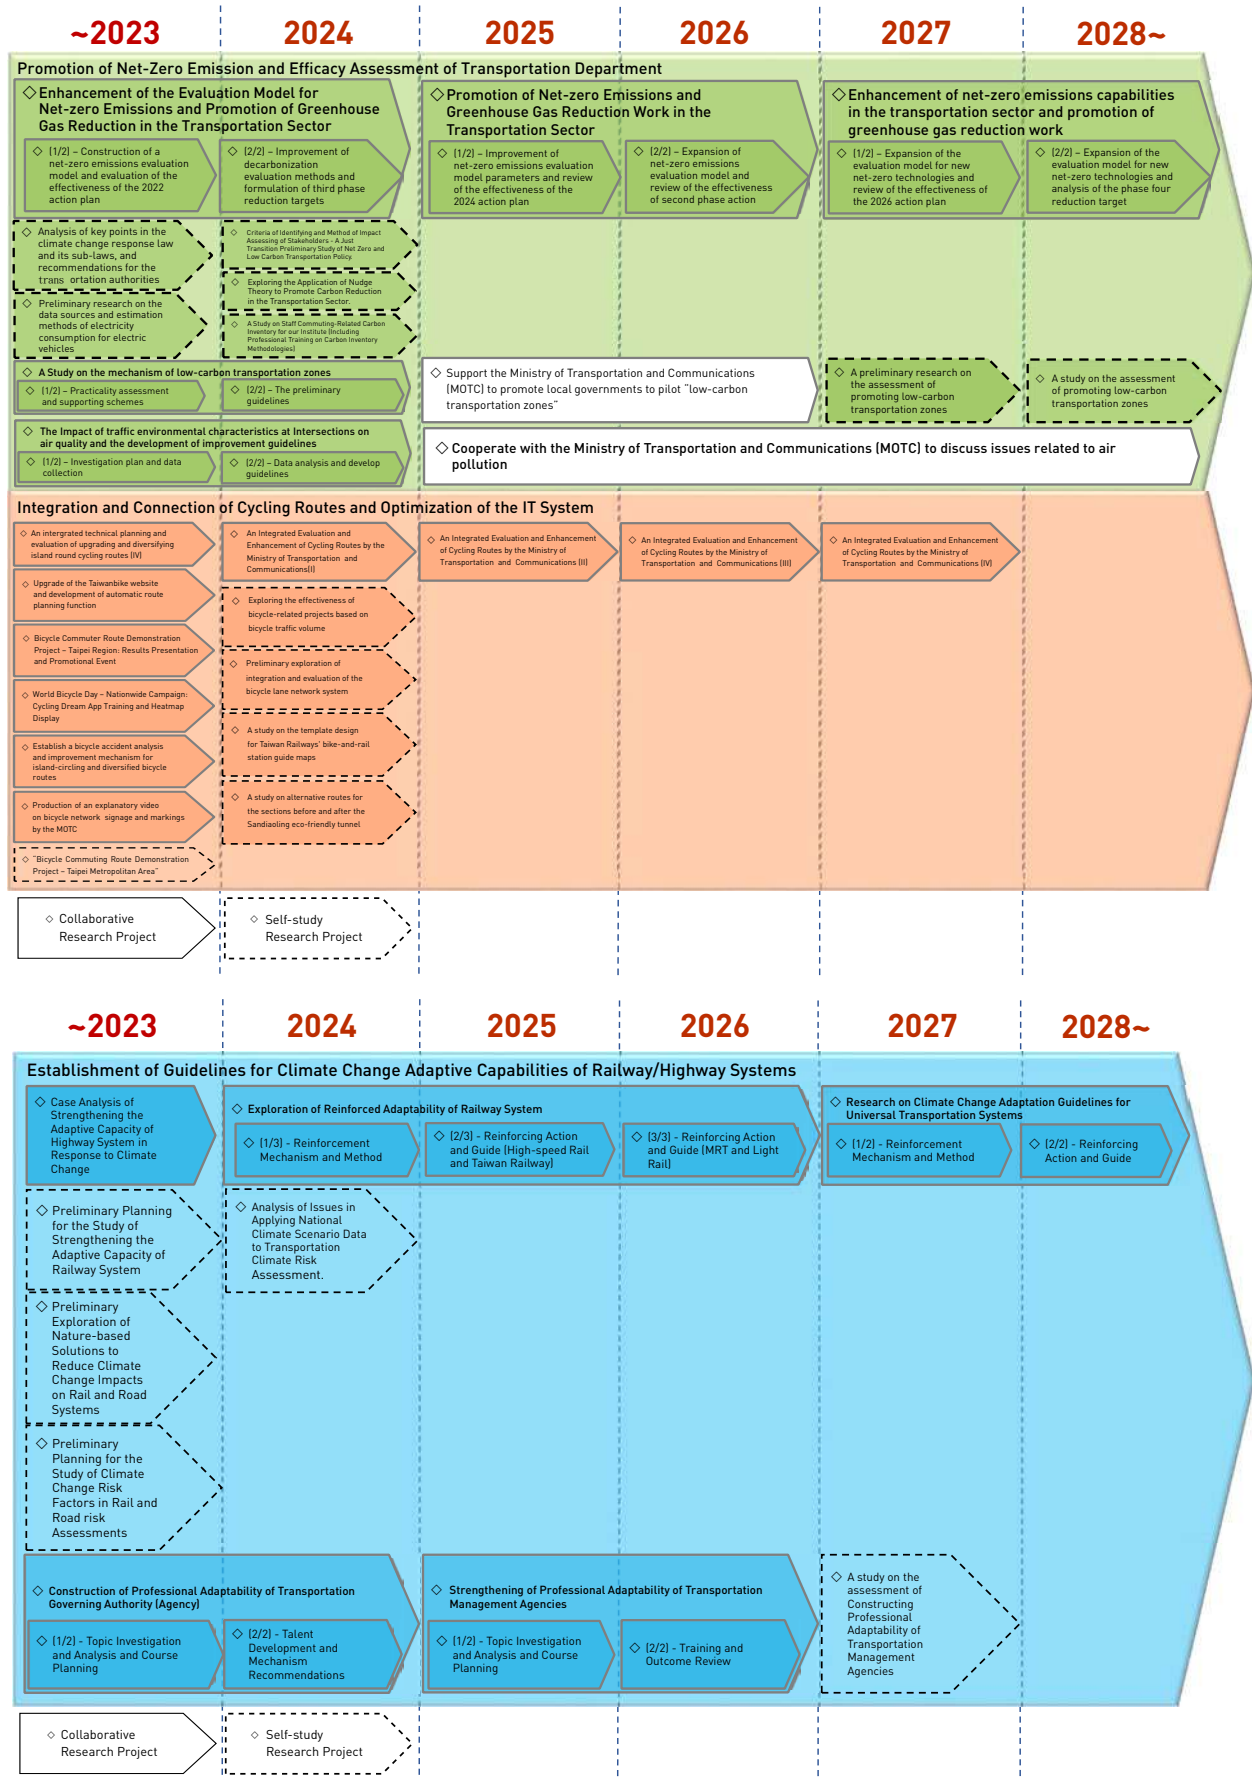 ~2023 2024 2025 2026 2027 2028~
Promotion of Net-Zero Emission and Efficacy Assessment of Transportation Department
◇ Enhancement of the Evaluation Model for
Net-zero Emissions and Promotion of Greenhouse
Gas Reduction in the Transportation Sector
◇ (1/2) – Construction of a
net-zero emissions evaluation
model and evaluation of the
effectiveness of the 2022
action plan
◇ (2/2) – Improvement of
decarbonization
evaluation methods and
formulation of third phase
reduction targets
◇ Promotion of Net-zero Emissions and
Greenhouse Gas Reduction Work in the
Transportation Sector
◇ (1/2) – Improvement of
net-zero emissions evaluation
model parameters and review
of the effectiveness of the
2024 action plan
◇ (2/2) – Expansion of
net-zero emissions
evaluation model and
review of the effectiveness
of second phase action
◇ Enhancement of net-zero emissions capabilities
in the transportation sector and promotion of
greenhouse gas reduction work
◇ (1/2) – Expansion of the
evaluation model for new
net-zero technologies and
review of the effectiveness of
the 2026 action plan
◇ (2/2) – Expansion of the
evaluation model for new
net-zero technologies and
analysis of the phase four
reduction target
◇ Analysis of key points in the
climate change response law
and its sub-laws, and
recommendations for the
trans ortation authorities
◇ Preliminary research on the
data sources and estimation
methods of electricity
consumption for electric
vehicles
◇ Criteria of Identifying and Method of Impact
Assessing of Stakeholders - A Just
Transition Preliminary Study of Net Zero and
Low Carbon Transportation Policy.
◇ Exploring the Application of Nudge
Theory to Promote Carbon Reduction
in the Transportation Sector.
◇ A Study on Staff Commuting-Related Carbon
Inventory for our Institute (Including
Professional Training on Carbon Inventory
Methodologies)
◇ A Study on the mechanism of low-carbon transportation zones
◇ (1/2) – Practicality assessment
and supporting schemes
◇ (2/2) – The preliminary
guidelines
◇ Support the Ministry of Transportation and Communications
(MOTC) to promote local governments to pilot “low-carbon
transportation zones”
◇ A preliminary research on
the assessment of
promoting low-carbon
transportation zones
◇ A study on the assessment
of promoting low-carbon
transportation zones
◇ The Impact of traffic environmental characteristics at Intersections on
air quality and the development of improvement guidelines
◇ (1/2) – Investigation plan and data
collection
◇ (2/2) – Data analysis and develop
guidelines
◇ Cooperate with the Ministry of Transportation and Communications (MOTC) to discuss issues related to air
pollution
Integration and Connection of Cycling Routes and Optimization of the IT System
◇ An intergrated technical planning and
evaluation of upgrading and diversifying
island round cycling routes (IV)
◇ Upgrade of the Taiwanbike website
and development of automatic route
planning function
◇ Bicycle Commuter Route Demonstration
Project – Taipei Region: Results Presentation
and Promotional Event
◇ World Bicycle Day – Nationwide Campaign:
Cycling Dream App Training and Heatmap
Display
◇ Establish a bicycle accident analysis
and improvement mechanism for
island-circling and diversified bicycle
routes
◇ Production of an explanatory video
on bicycle network signage and markings
by the MOTC
◇ “Bicycle Commuting Route Demonstration
Project – Taipei Metropolitan Area”
◇ An Integrated Evaluation and
Enhancement of Cycling Routes by the
Ministry of Transportation and
Communications(I)
◇ Exploring the effectiveness of
bicycle-related projects based on
bicycle traffic volume
◇ Preliminary exploration of
integration and evaluation of the
bicycle lane network system
◇ A study on the template design
for Taiwan Railways' bike-and-rail
station guide maps
◇ A study on alternative routes for
the sections before and after the
Sandiaoling eco-friendly tunnel
◇ An Integrated Evaluation and Enhancement
of Cycling Routes by the Ministry of
Transportation and Communications (II)
◇ An Integrated Evaluation and Enhancement
of Cycling Routes by the Ministry of
Transportation and Communications (III)
◇ An Integrated Evaluation and Enhancement
of Cycling Routes by the Ministry of
Transportation and Communications (IV)
◇ Collaborative
Research Project
◇ Self-study
Research Project
~2023 2024 2025 2026 2027 2028~
Establishment of Guidelines for Climate Change Adaptive Capabilities of Railway/Highway Systems
◇ Case Analysis of
Strengthening the
Adaptive Capacity of
Highway System in
Response to Climate
Change
◇ Exploration of Reinforced Adaptability of Railway System
◇ (1/3) - Reinforcement
Mechanism and Method
◇ (2/3) - Reinforcing Action
and Guide (High-speed Rail
and Taiwan Railway)
◇ (3/3) - Reinforcing Action
and Guide (MRT and Light
Rail)
◇ Research on Climate Change Adaptation Guidelines for
Universal Transportation Systems
◇ (1/2) - Reinforcement
Mechanism and Method
◇ (2/2) - Reinforcing
Action and Guide
◇ Preliminary Planning
for the Study of
Strengthening the
Adaptive Capacity of
Railway System
◇ Analysis of Issues in
Applying National
Climate Scenario Data
to Transportation
Climate Risk
Assessment.
◇ Preliminary
Exploration of
Nature-based
Solutions to
Reduce Climate
Change Impacts
on Rail and Road
Systems
◇ Preliminary
Planning for the
Study of Climate
Change Risk
Factors in Rail and
Road risk
Assessments
◇ Construction of Professional Adaptability of Transportation
Governing Authority (Agency)
◇ (1/2) - Topic Investigation
and Analysis and Course
Planning
◇ (2/2) - Talent
Development and
Mechanism
Recommendations
◇ Strengthening of Professional Adaptability of Transportation
Management Agencies
◇ (1/2) - Topic Investigation
and Analysis and Course
Planning
◇ (2/2) - Training and
Outcome Review
◇ A study on the
assessment of
Constructing
Professional
Adaptability of
Transportation
Management
Agencies
◇ Collaborative
Research Project
◇ Self-study
Research Project